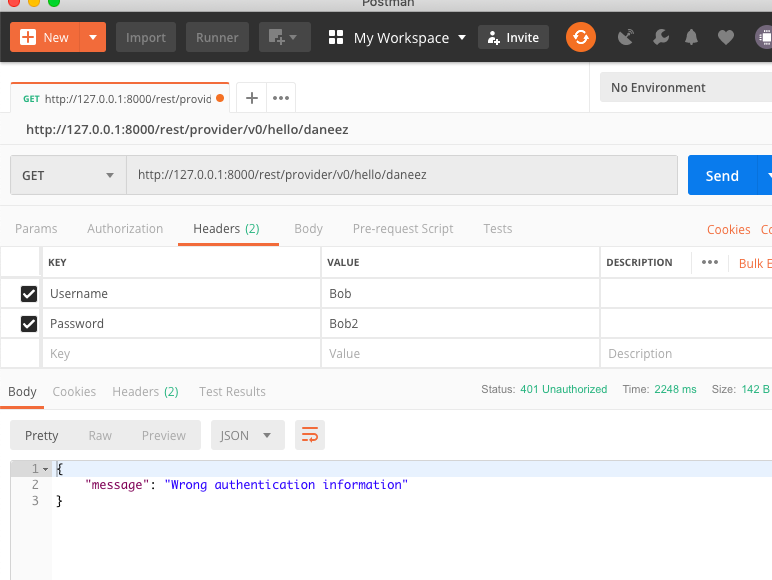 Postman
New Import Runner My Workspace Invite
GET http://127.0.0.1:8000/rest/provid
No Environment
http://127.0.0.1:8000/rest/provider/v0/hello/daneez
GET http://127.0.0.1:8000/rest/provider/v0/hello/daneez Send
Params Authorization Headers (2) Body Pre-request Script Tests Cookies Co
KEY VALUE DESCRIPTION Bulk E
Username Bob
Password Bob2
Key Value Description
Body Cookies Headers (2) Test Results Status: 401 Unauthorized Time: 2248 ms Size: 142 B
Pretty Raw Preview JSON
1 {
2 "message": "Wrong authentication information"
3 }